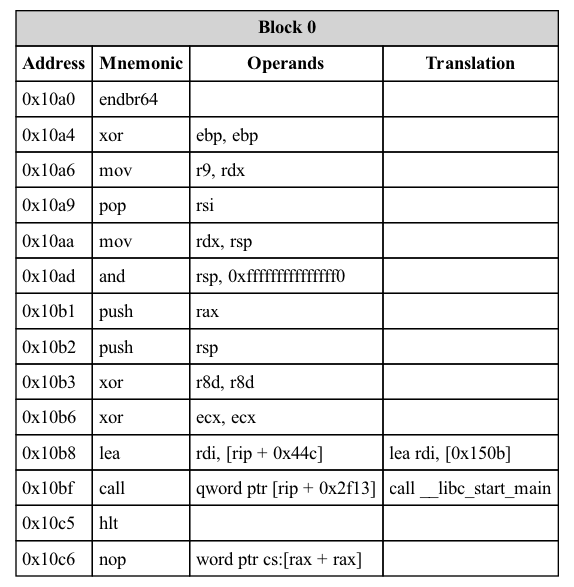 Block 0
Address Mnemonic Operands Translation
0x10a0 endbr64
0x10a4 xor ebp, ebp
0x10a6 mov r9, rdx
0x10a9 pop rsi
0x10aa mov rdx, rsp
0x10ad and rsp, 0xfffffffffffffff0
0x10b1 push rax
0x10b2 push rsp
0x10b3 xor r8d, r8d
0x10b6 xor ecx, ecx
0x10b8 lea rdi, [rip + 0x44c] lea rdi, [0x150b]
0x10bf call qword ptr [rip + 0x2f13] call __libc_start_main
0x10c5 hlt
0x10c6 nop word ptr cs:[rax + rax]